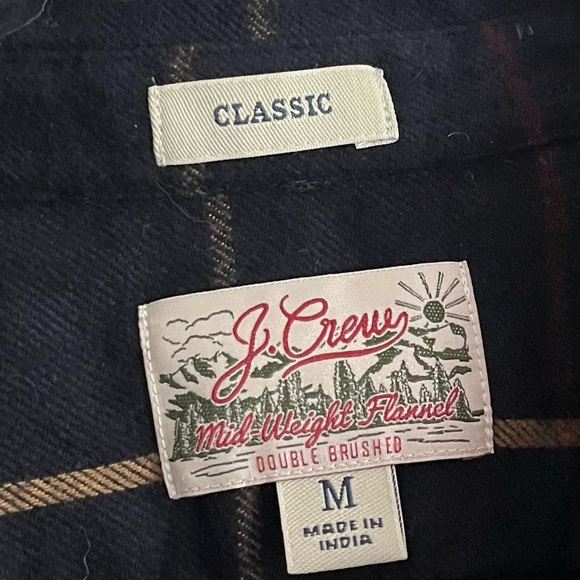 CLASSIC
J.Crew
Mid-Weight Flannel
DOUBLE BRUSHED
M
MADE IN
INDIA